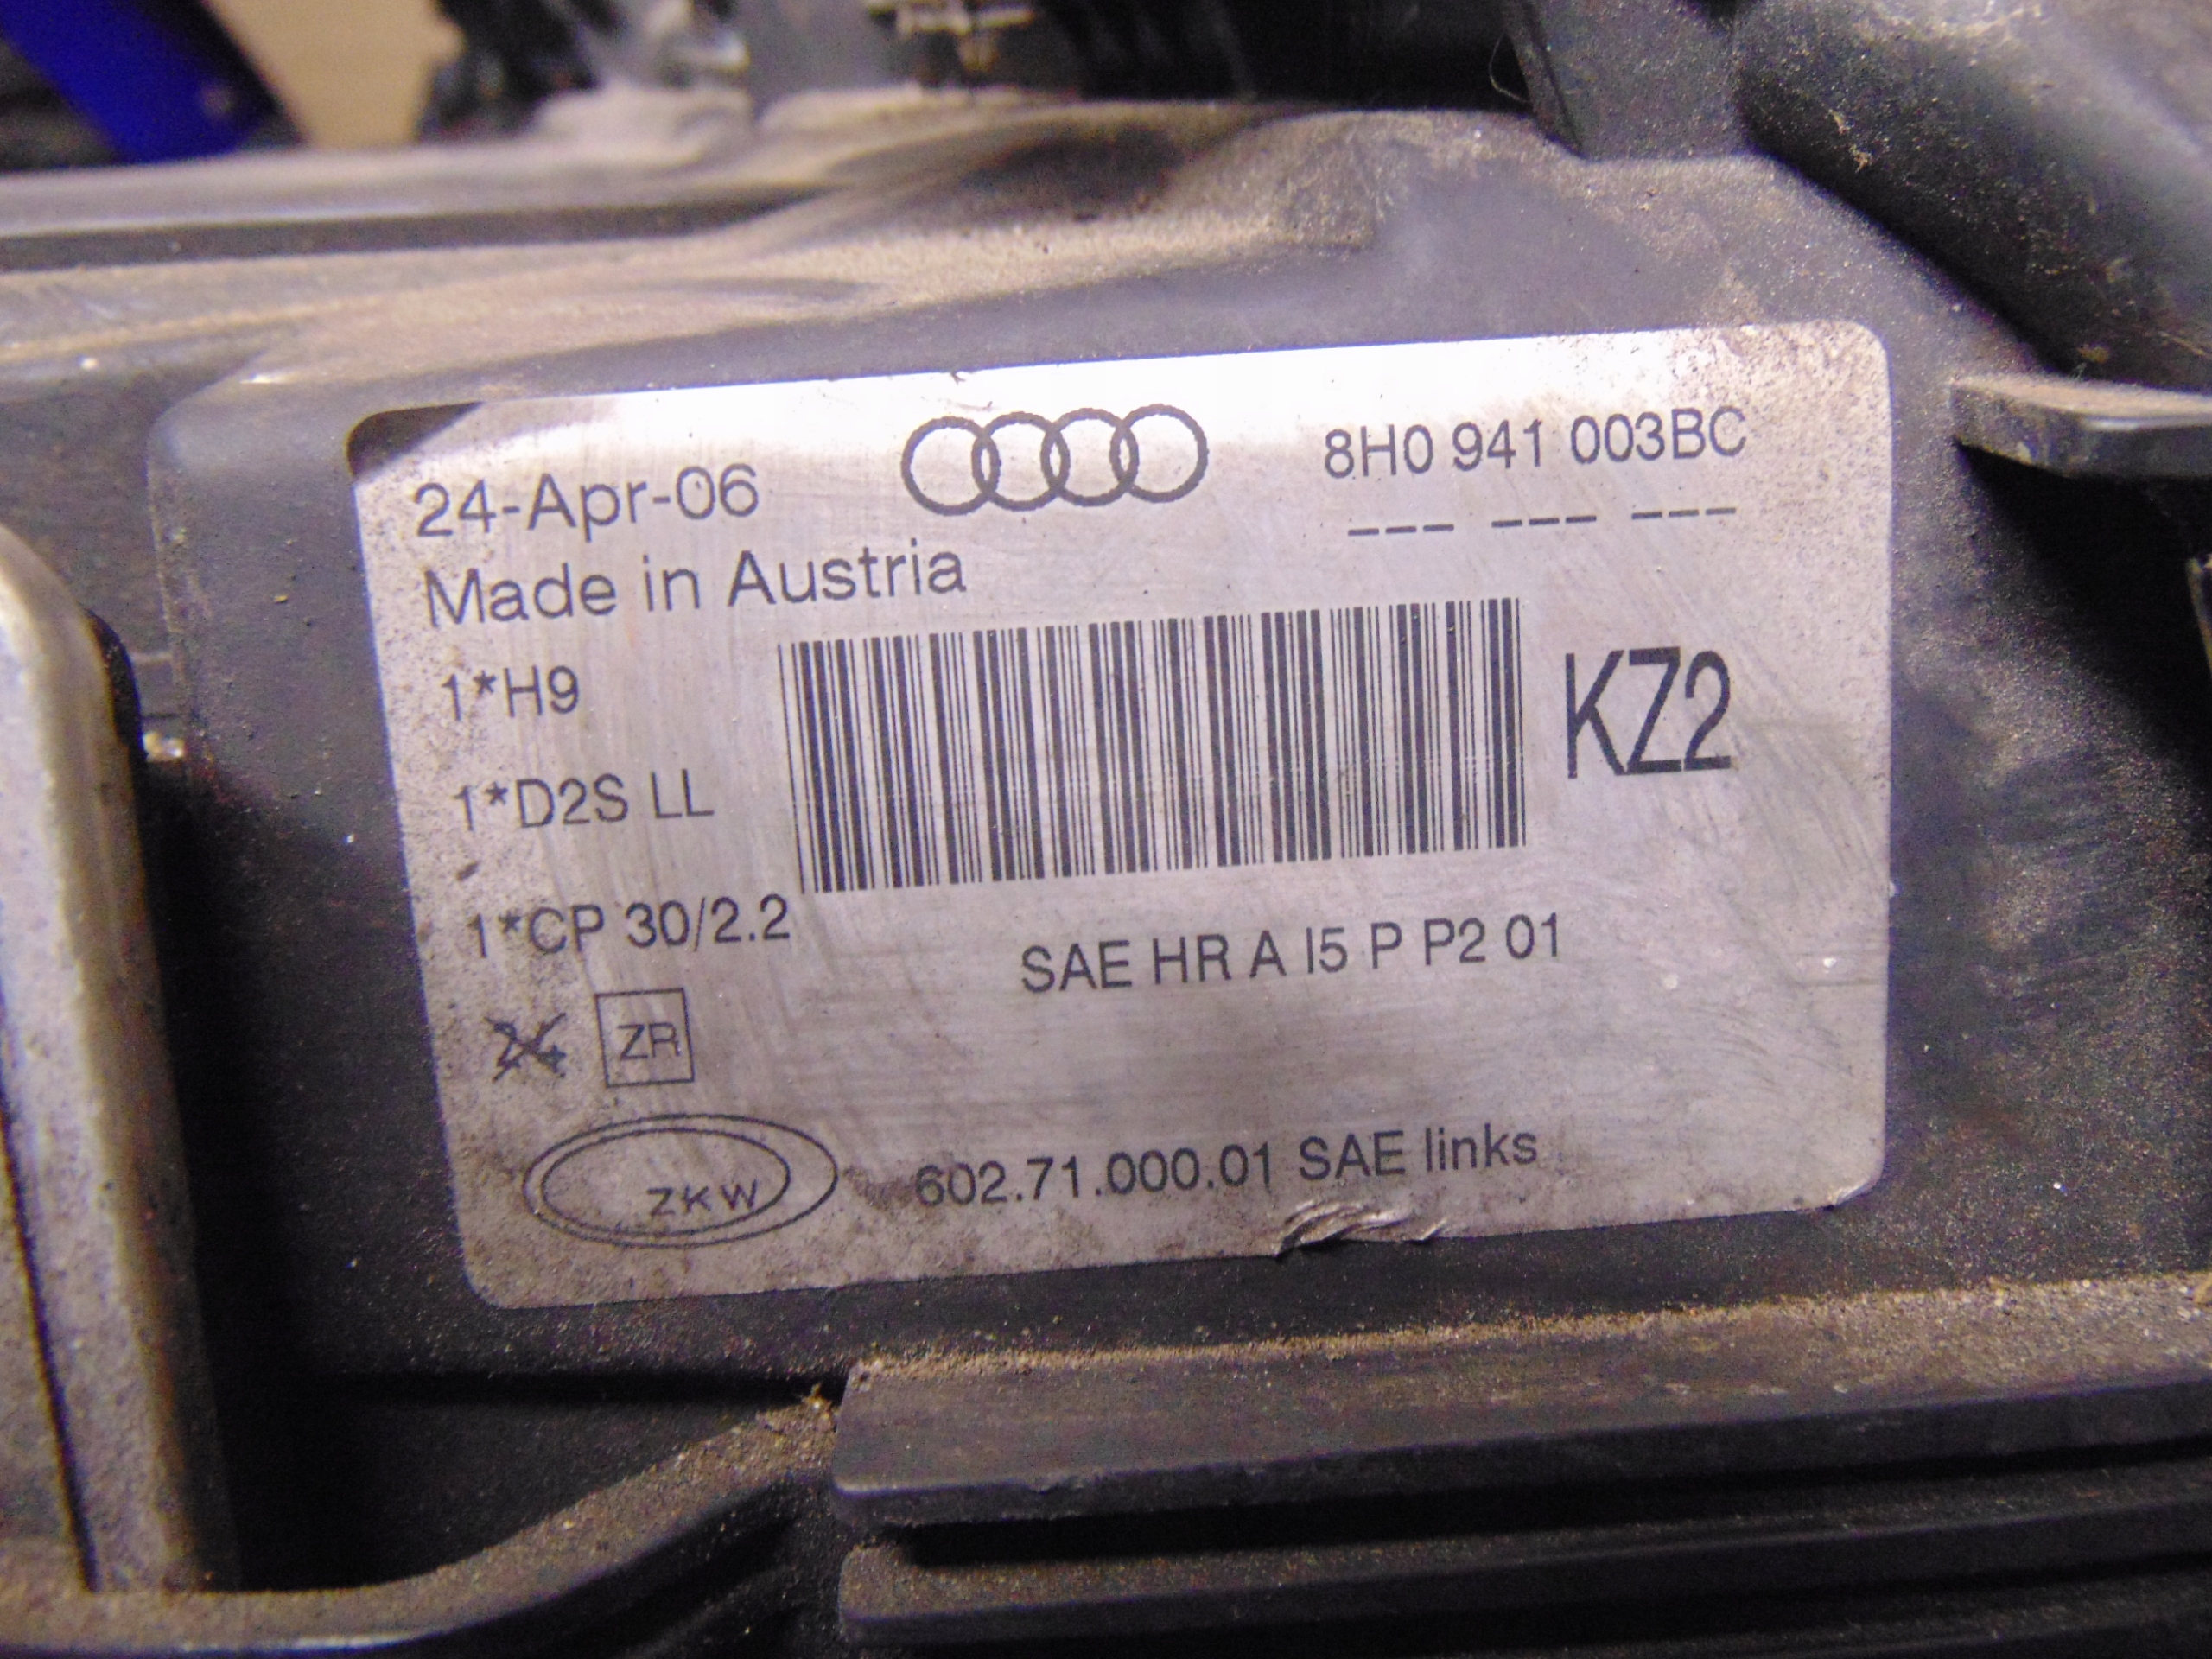 24-Apr-06
8H0 941 003BC
--- --- ---
Made in Austria
1*H9
1*D2S LL
KZ2
1*CP 30/2.2
SAE HR A I5 P P2 01
ZR
ZKW
602.71.000.01 SAE links